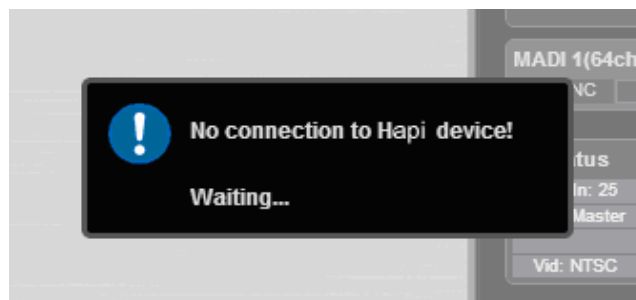 MADI 1(64ch
NC
No connection to Hapi device!
Waiting...
tus
In: 25
Master
Vid: NTSC